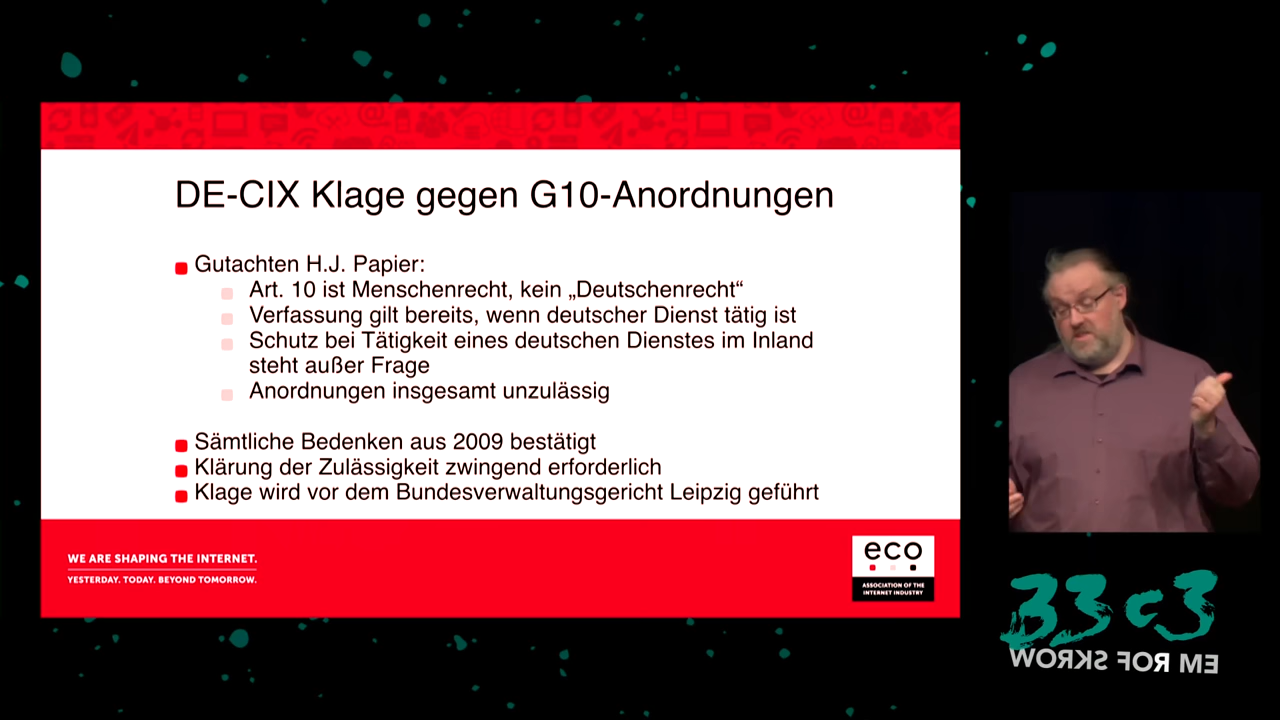 DE-CIX Klage gegen G10-Anordnungen
Gutachten H.J. Papier:
Art. 10 ist Menschenrecht, kein „Deutschenrecht“
Verfassung gilt bereits, wenn deutscher Dienst tätig ist
Schutz bei Tätigkeit eines deutschen Dienstes im Inland
steht außer Frage
Anordnungen insgesamt unzulässig
Sämtliche Bedenken aus 2009 bestätigt
Klärung der Zulässigkeit zwingend erforderlich
Klage wird vor dem Bundesverwaltungsgericht Leipzig geführt
WE ARE SHAPING THE INTERNET.
YESTERDAY. TODAY. BEYOND TOMORROW.
eco
ASSOCIATION OF THE
INTERNET INDUSTRY
33c3
WORKS FOR ME